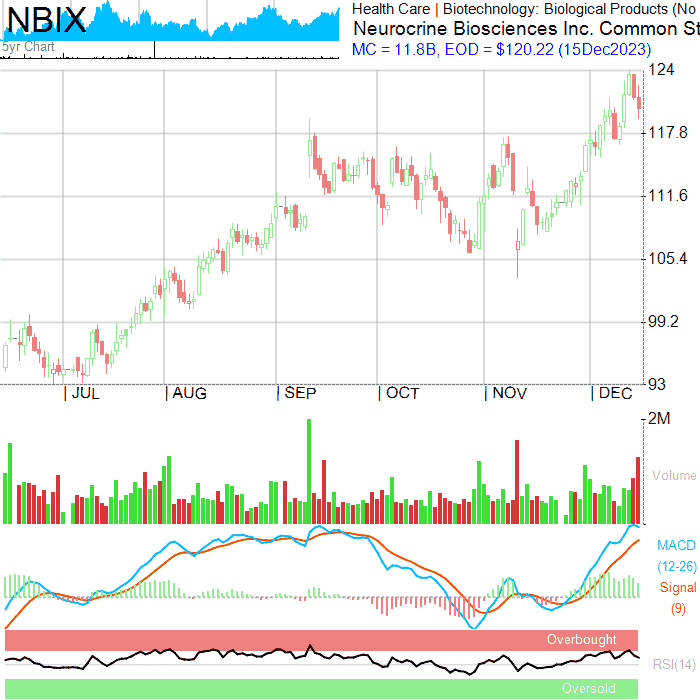 NBIX
5yr Chart
Health Care | Biotechnology: Biological Products (No
Neurocrine Biosciences Inc. Common St
MC = 11.8B, EOD = $120.22 (15Dec2023)
124
117.8
111.6
105.4
99.2
93
JUL AUG SEP OCT NOV DEC
2M
Volume
MACD
(12-26)
Signal
(9)
Overbought
RSI(14)
Oversold